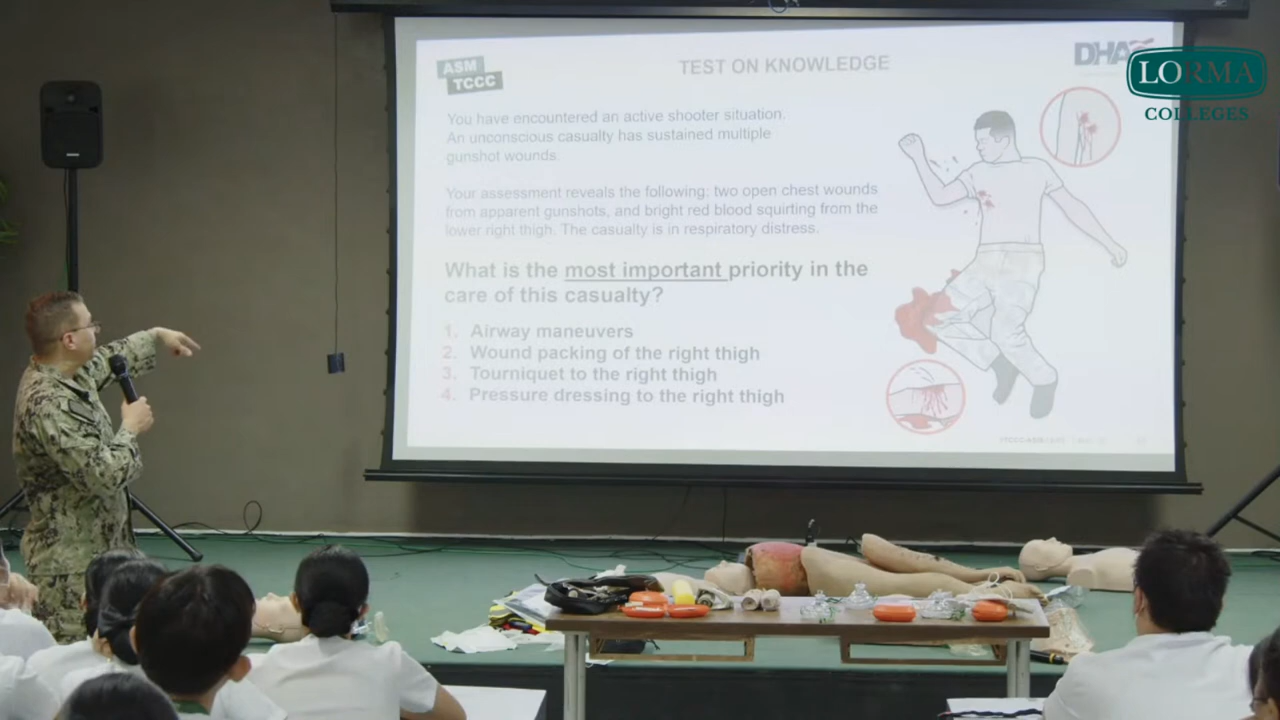 ASM
TCCC
TEST ON KNOWLEDGE
DHA
LORMA
COLLEGES
You have encountered an active shooter situation.
An unconscious casualty has sustained multiple
gunshot wounds.
Your assessment reveals the following: two open chest wounds
from apparent gunshots, and bright red blood squirting from the
lower right thigh. The casualty is in respiratory distress.
What is the most important priority in the
care of this casualty?
1. Airway maneuvers
2. Wound packing of the right thigh
3. Tourniquet to the right thigh
4. Pressure dressing to the right thigh